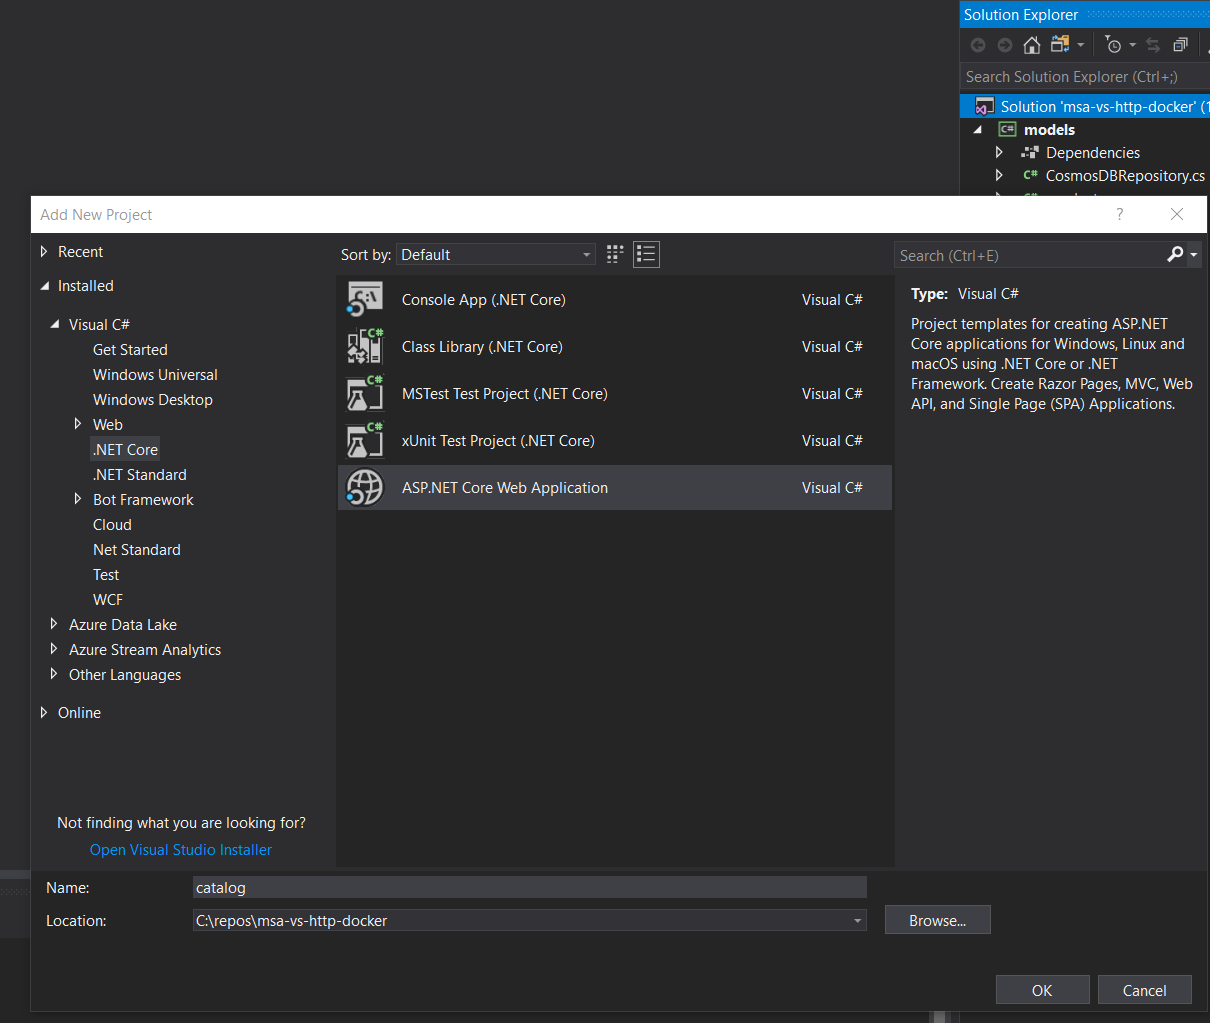 Solution Explorer
Search Solution Explorer (Ctrl+;)
Solution 'msa-vs-http-docker' (1
C# models
Dependencies
C# CosmosDBRepository.cs
Add New Project ?
Recent
Installed
Visual C#
Get Started
Windows Universal
Windows Desktop
Web
.NET Core
.NET Standard
Bot Framework
Cloud
Net Standard
Test
WCF
Azure Data Lake
Azure Stream Analytics
Other Languages
Online
Not finding what you are looking for?
Open Visual Studio Installer
Sort by: Default
C:\ Console App (.NET Core) Visual C#
C# Class Library (.NET Core) Visual C#
C# MSTest Test Project (.NET Core) Visual C#
C# xUnit Test Project (.NET Core) Visual C#
ASP.NET Core Web Application Visual C#
Search (Ctrl+E)
Type: Visual C#
Project templates for creating ASP.NET
Core applications for Windows, Linux and
macOS using .NET Core or .NET
Framework. Create Razor Pages, MVC, Web
API, and Single Page (SPA) Applications.
Name: catalog
Location: C:\repos\msa-vs-http-docker
Browse...
OK Cancel